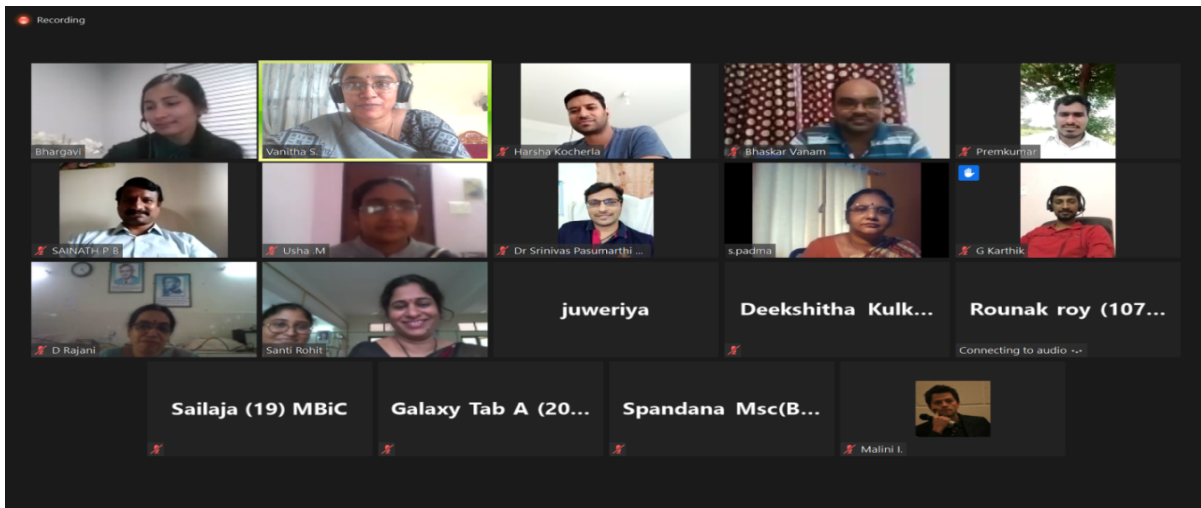 Recording
Bhargavi
Vanitha S.
Harsha Kocherla
Bhaskar Vanam
Premkumar
SAINATH P B
Usha .M
Dr Srinivas Pasumarthi ...
s.padma
G Karthik
D Rajani
Santi Rohit
juweriya
Deekshitha Kulk...
Rounak roy (107...
Connecting to audio
Sailaja (19) MBiC
Galaxy Tab A (20...
Spandana Msc(B...
Malini I.